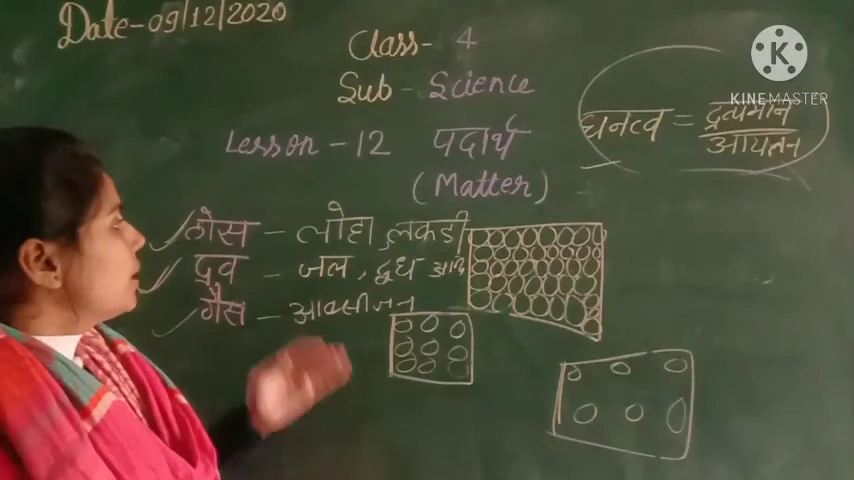 Date-09/12/2020
Class- 4
Sub - Science
Lesson -12 पदार्थ
(Matter)
घनत्व = द्रव्यमान
आयतन
ठोस - लोहा, लकड़ी
द्रव - जल, दूध आदि
गैस - आक्सीजन
KINEMASTER